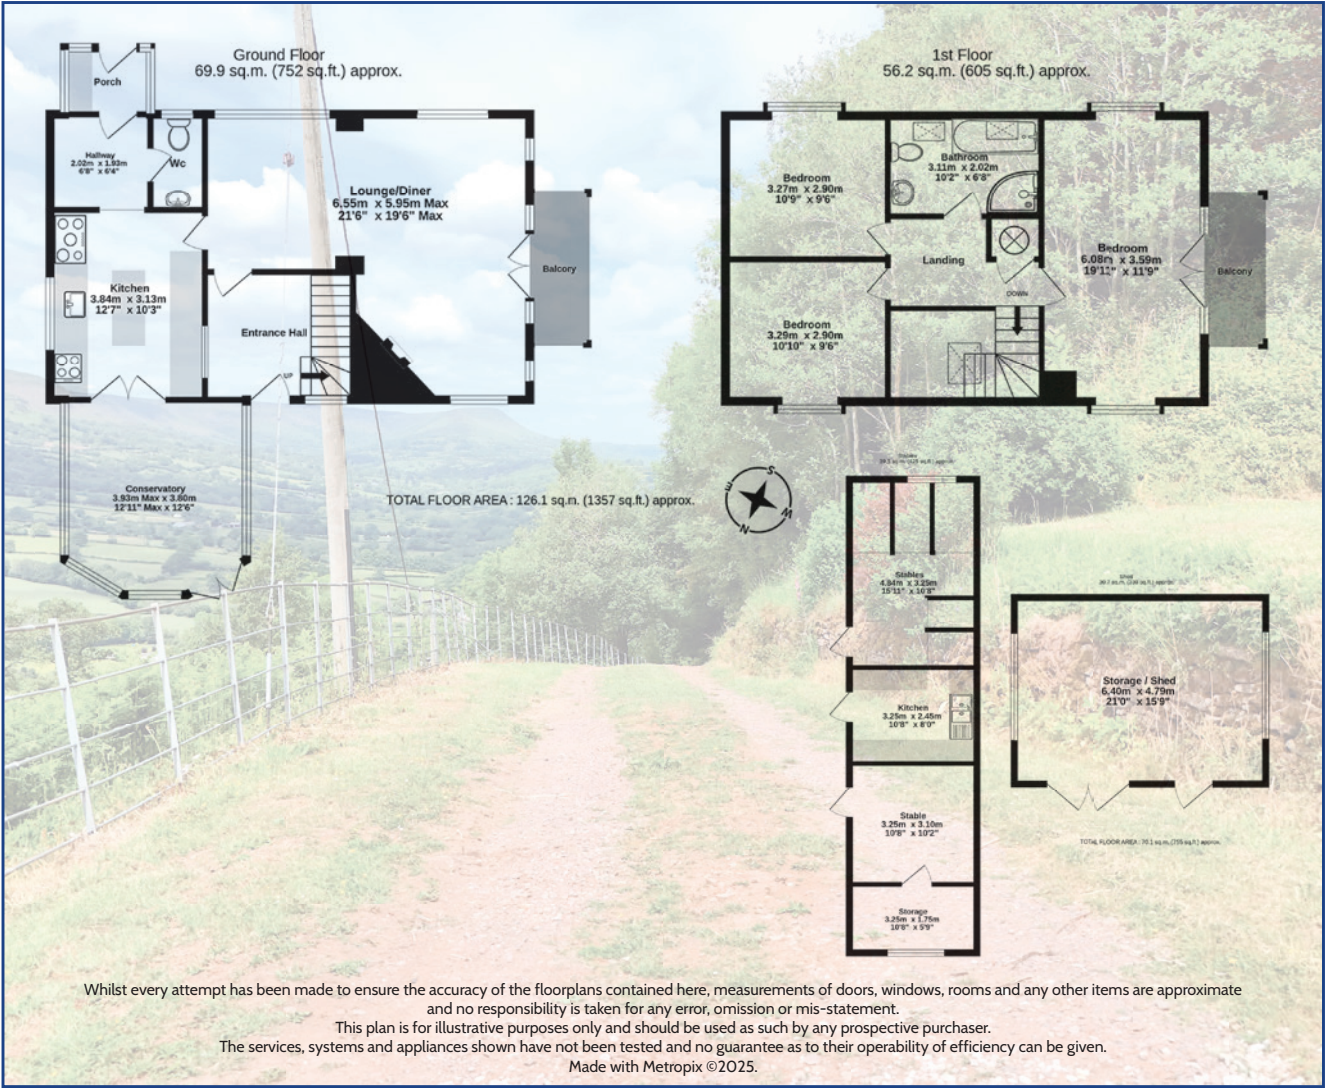 Ground Floor
69.9 sq.m. (752 sq.ft.) approx.
Porch
Hallway
2.02m x 1.93m
6'8" x 6'4"
Wc
Lounge/Diner
6.55m x 5.95m Max
21'6" x 19'6" Max
Balcony
Kitchen
3.84m x 3.13m
12'7" x 10'3"
Entrance Hall
UP
Conservatory
3.93m Max x 3.80m
12'11" Max x 12'6"
1st Floor
56.2 sq.m. (605 sq.ft.) approx.
Bedroom
3.27m x 2.90m
10'9" x 9'6"
Bathroom
3.11m x 2.02m
10'2" x 6'8"
Bedroom
6.08m x 3.59m
19'11" x 11'9"
Balcony
Landing
DOWN
Bedroom
3.29m x 2.90m
10'10" x 9'6"
TOTAL FLOOR AREA : 126.1 sq.m. (1357 sq.ft.) approx.
S
E
W
N
Stables
4.84m x 3.25m
15'11" x 10'8"
Kitchen
3.25m x 2.45m
10'8" x 8'0"
Stable
3.25m x 3.10m
10'8" x 10'2"
Storage
3.25m x 1.75m
10'8" x 5'9"
Shed
Storage / Shed
6.40m x 4.79m
21'0" x 15'9"
TOTAL FLOOR AREA : 70.1 sq.m. (755 sq.ft.) approx.
Whilst every attempt has been made to ensure the accuracy of the floorplans contained here, measurements of doors, windows, rooms and any other items are approximate
and no responsibility is taken for any error, omission or mis-statement.
This plan is for illustrative purposes only and should be used as such by any prospective purchaser.
The services, systems and appliances shown have not been tested and no guarantee as to their operability of efficiency can be given.
Made with Metropix ©2025.